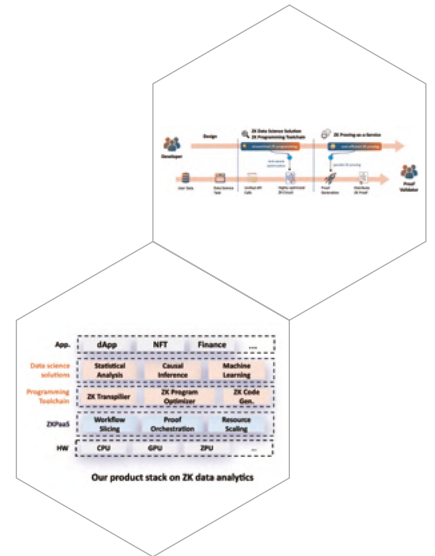 ZK Data Science Solution
ZK Programming Toolchain
ZK Proving as a Service
Design
Developer
User Data
Data Science
Task
Unified API
Calls
Highly optimized
ZK Circuit
Proof
Generation
ZK Proof
Proof
Validator
App.
dApp
NFT
Finance
...
Data science
solutions
Statistical
Analysis
Causal
Inference
Machine
Learning
Programming
Toolchain
ZK Transpilier
ZK Program
Optimizer
ZK Code
Gen.
ZKPaaS
Workflow
Slicing
Proof
Orchestration
Resource
Scaling
HW
CPU
GPU
ZPU
...
Our product stack on ZK data analytics